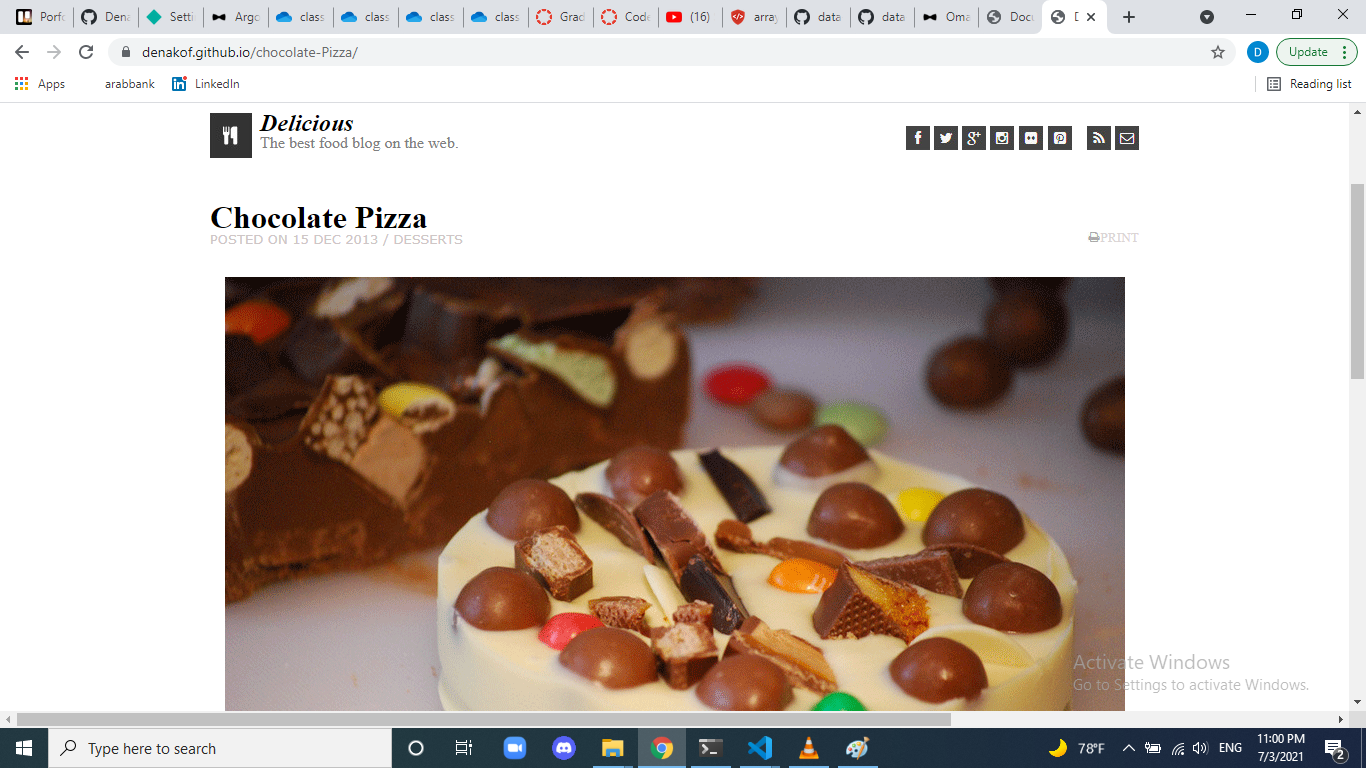 Porfo
Dena
Setti
Argo
class
class
class
class
Grad
Code
(16)
array
data
data
Oma
Docu
D
denakof.github.io/chocolate-Pizza/
D
Update
Apps
arabbank
LinkedIn
Reading list
Delicious
The best food blog on the web.
Chocolate Pizza
POSTED ON 15 DEC 2013 / DESSERTS
PRINT
Activate Windows
Go to Settings to activate Windows.
Type here to search
78°F
ENG
11:00 PM
7/3/2021
2